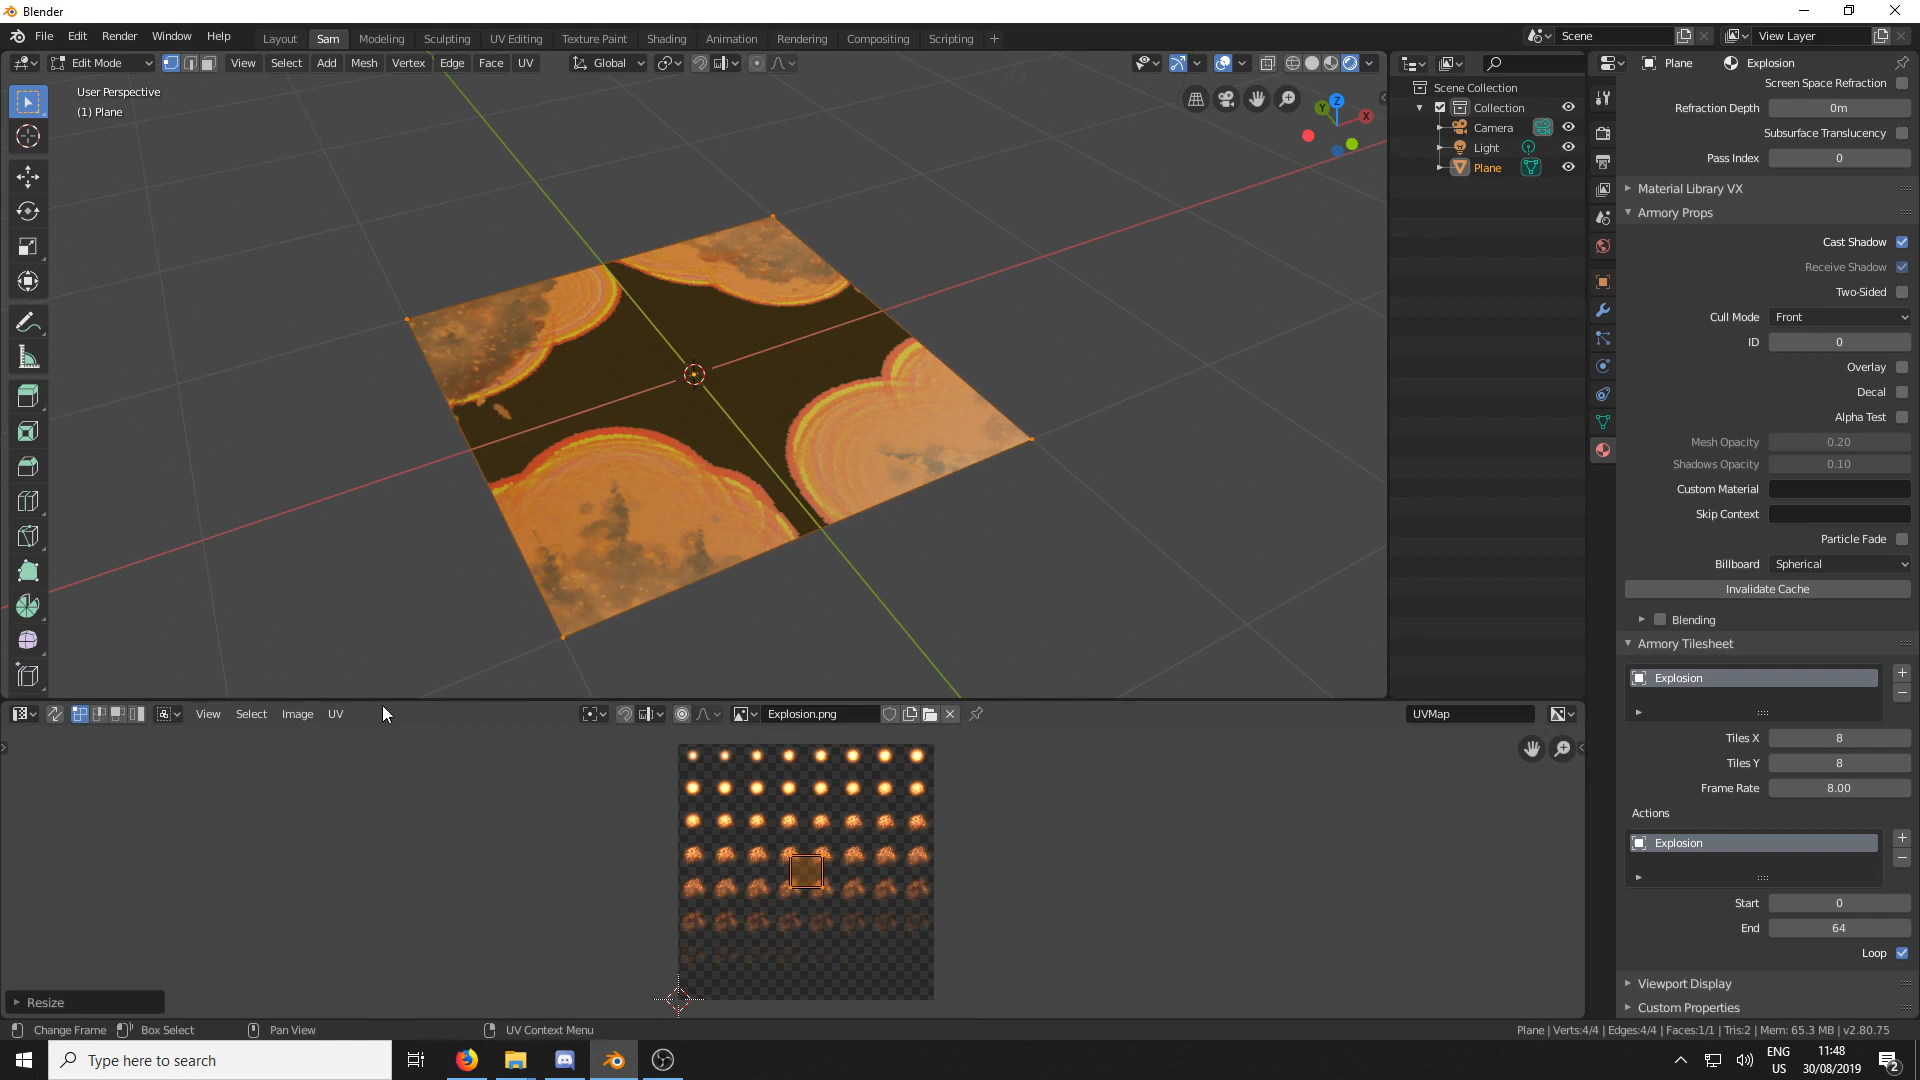 Blender
File Edit Render Window Help
Layout Sam Modeling Sculpting UV Editing Texture Paint Shading Animation Rendering Compositing Scripting +
Scene
View Layer
Edit Mode View Select Add Mesh Vertex Edge Face UV Global
Plane Explosion
User Perspective
(1) Plane
Z
Y
X
Scene Collection
Collection
Camera
Light
Plane
Screen Space Refraction
Refraction Depth 0m
Subsurface Translucency
Pass Index 0
Material Library VX
Armory Props
Cast Shadow
Receive Shadow
Two-Sided
Cull Mode Front
ID 0
Overlay
Decal
Alpha Test
Mesh Opacity 0.20
Shadows Opacity 0.10
Custom Material
Skip Context
Particle Fade
Billboard Spherical
Invalidate Cache
Blending
Armory Tilesheet
Explosion
Tiles X 8
Tiles Y 8
Frame Rate 8.00
Actions
Explosion
Start 0
End 64
Loop
Viewport Display
Custom Properties
View Select Image UV
Explosion.png
UVMap
Resize
Change Frame Box Select Pan View UV Context Menu
Plane | Verts:4/4 | Edges:4/4 | Faces:1/1 | Tris:2 | Mem: 65.3 MB | v2.80.75
Type here to search
ENG
US
11:48
30/08/2019
2